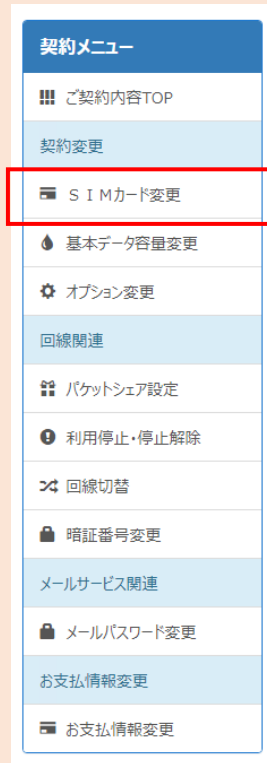 契約メニュー
ご契約内容TOP
契約変更
ＳＩＭカード変更
基本データ容量変更
オプション変更
回線関連
パケットシェア設定
利用停止・停止解除
回線切替
暗証番号変更
メールサービス関連
メールパスワード変更
お支払情報変更
お支払情報変更